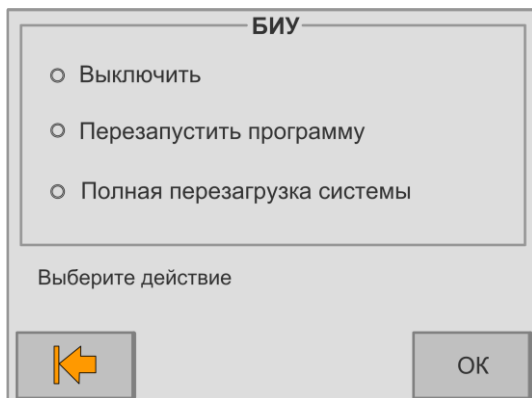 БИУ
Выключить
Перезапустить программу
Полная перезагрузка системы
Выберите действие
ОК